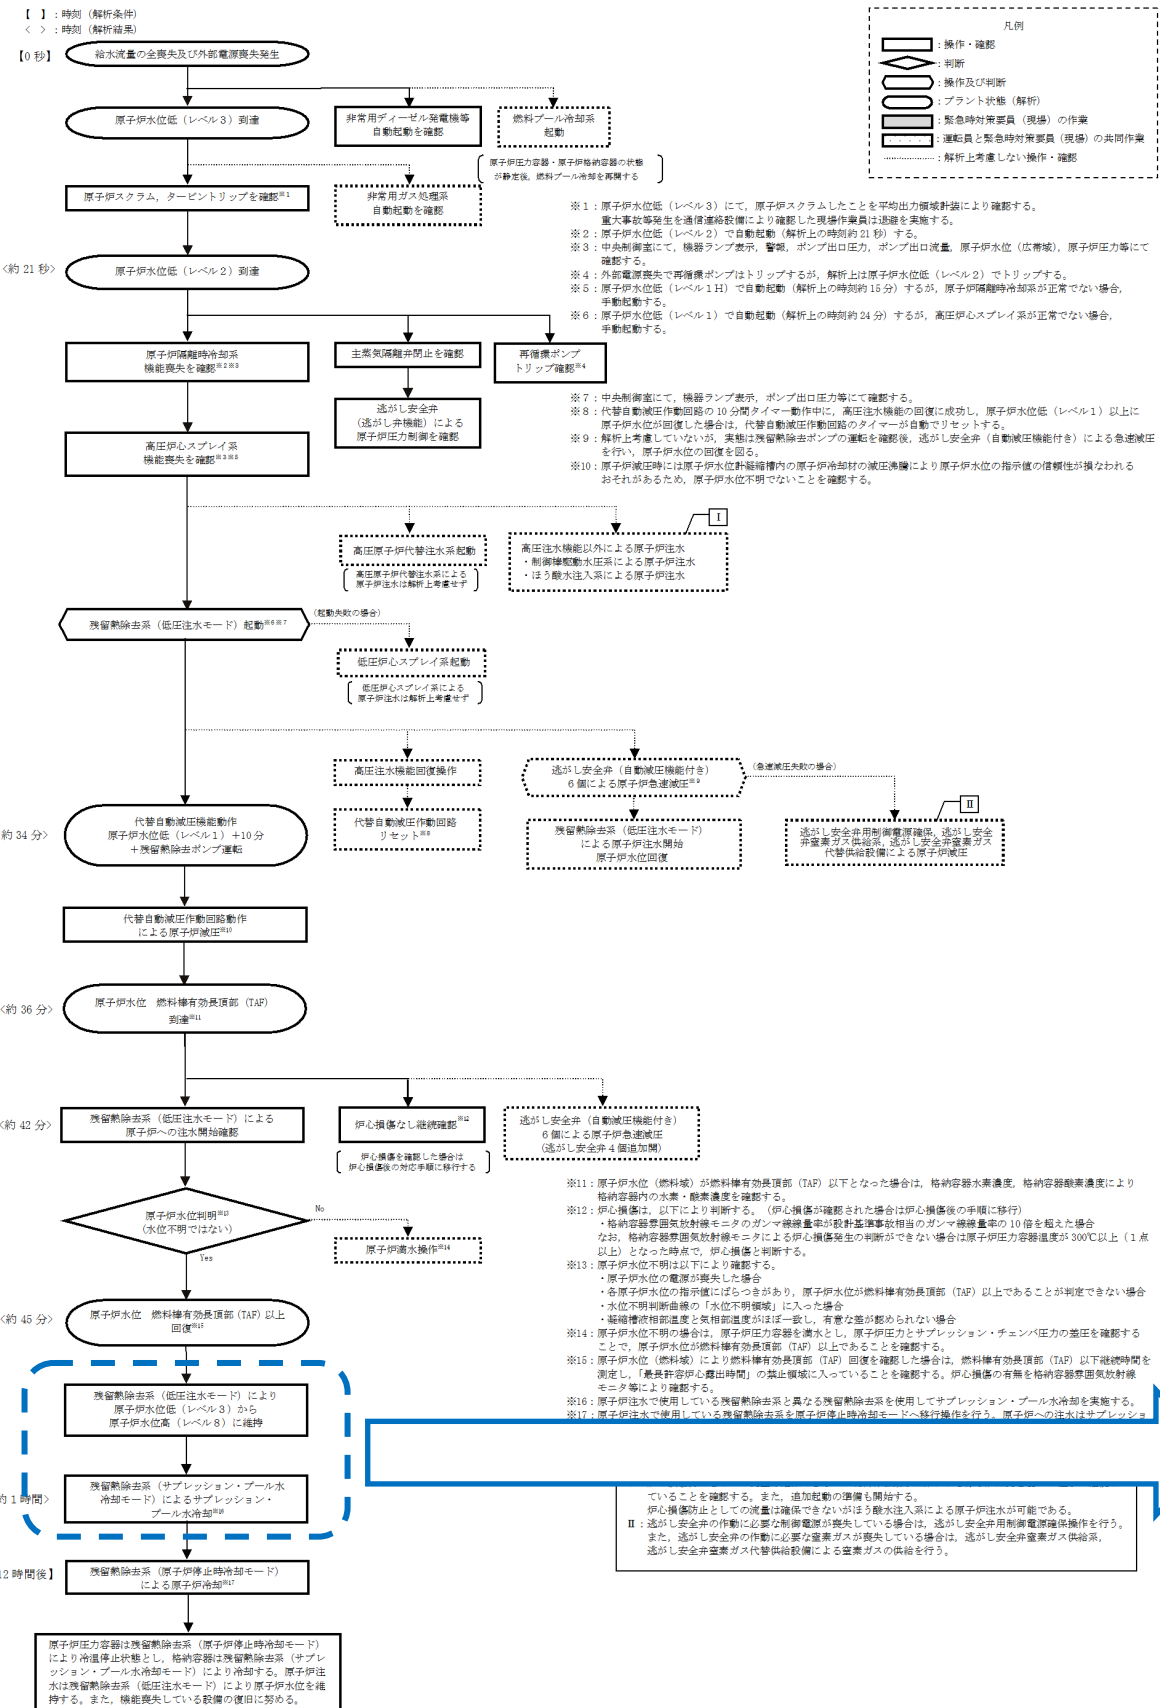 【　】：時刻（解析条件）
＜　＞：時刻（解析結果）
【0 秒】
給水流量の全喪失及び外部電源喪失発生
原子炉水位低（レベル３）到達
非常用ディーゼル発電機等
自動起動を確認
燃料プール冷却系
起動
原子炉圧力容器・原子炉格納容器の状態
が静定後，燃料プール冷却を再開する
原子炉スクラム，タービントリップを確認※1
非常用ガス処理系
自動起動を確認
凡例
：操作・確認
：判断
：操作及び判断
：プラント状態（解析）
：緊急時対策要員（現場）の作業
：運転員と緊急時対策要員（現場）の共同作業
：解析上考慮しない操作・確認
※１：原子炉水位低（レベル３）にて，原子炉スクラムしたことを平均出力領域計装により確認する。
重大事故等発生を通信連絡設備により確認した現場作業員は退避を実施する。
※２：原子炉水位低（レベル２）で自動起動（解析上の時刻約21 秒）する。
※３：中央制御室にて，機器ランプ表示，警報，ポンプ出口圧力，ポンプ出口流量，原子炉水位（広帯域），原子炉圧力等にて
確認する。
※４：外部電源喪失で再循環ポンプはトリップするが，解析上は原子炉水位低（レベル２）でトリップする。
※５：原子炉水位低（レベル１Ｈ）で自動起動（解析上の時刻約 15 分）するが，原子炉隔離時冷却系が正常でない場合，
手動起動する。
※６：原子炉水位低（レベル１）で自動起動（解析上の時刻約 24 分）するが，高圧炉心スプレイ系が正常でない場合，
手動起動する。
＜約 21 秒＞
原子炉水位低（レベル２）到達
原子炉隔離時冷却系
機能喪失を確認※2※3
主蒸気隔離弁閉止を確認
再循環ポンプ
トリップ確認※4
逃がし安全弁
（逃がし弁機能）による
原子炉圧力制御を確認
高圧炉心スプレイ系
機能喪失を確認※3※5
※７：中央制御室にて，機器ランプ表示，ポンプ出口圧力等にて確認する。
※８：代替自動減圧作動回路の 10 分間タイマー動作中に，高圧注水機能の回復に成功し，原子炉水位低（レベル１）以上に
原子炉水位が回復した場合は，代替自動減圧作動回路のタイマーが自動でリセットする。
※９：解析上考慮していないが，実態は残留熱除去ポンプの運転を確認後，逃がし安全弁（自動減圧機能付き）による急速減圧
を行い，原子炉水位の回復を図る。
※10：原子炉減圧時には原子炉水位計凝縮槽内の原子炉冷却材の減圧沸騰により原子炉水位の指示値の信頼性が損なわれる
おそれがあるため，原子炉水位不明でないことを確認する。
高圧原子炉代替注水系起動
高圧原子炉代替注水系による
原子炉注水は解析上考慮せず
Ⅰ
高圧注水機能以外による原子炉注水
・制御棒駆動水圧系による原子炉注水
・ほう酸水注入系による原子炉注水
残留熱除去系（低圧注水モード）起動※6※7
（起動失敗の場合）
低圧炉心スプレイ系起動
低圧炉心スプレイ系による
原子炉注水は解析上考慮せず
高圧注水機能回復操作
逃がし安全弁（自動減圧機能付き）
６個による原子炉急速減圧※9
（急速減圧失敗の場合）
約 34 分＞
代替自動減圧機能動作
原子炉水位低（レベル１）＋10 分
＋残留熱除去ポンプ運転
代替自動減圧作動回路
リセット※8
残留熱除去系（低圧注水モード）
による原子炉注水開始
原子炉水位回復
Ⅱ
逃がし安全弁用制御電源確保，逃がし安全
弁窒素ガス供給系，逃がし安全弁窒素ガス
代替供給設備による原子炉減圧
代替自動減圧作動回路動作
による原子炉減圧※10
＜約 36 分＞
原子炉水位　燃料棒有効長頂部（TAF）
到達※11
＜約 42 分＞
残留熱除去系（低圧注水モード）による
原子炉への注水開始確認
炉心損傷なし継続確認※12
炉心損傷を確認した場合は
炉心損傷後の対応手順に移行する
逃がし安全弁（自動減圧機能付き）
６個による原子炉急速減圧
（逃がし安全弁４個追加開）
原子炉水位判明※13
（水位不明ではない）
No
Yes
原子炉満水操作※14
※11：原子炉水位（燃料域）が燃料棒有効長頂部（TAF）以下となった場合は，格納容器水素濃度，格納容器酸素濃度により
格納容器内の水素・酸素濃度を確認する。
※12：炉心損傷は，以下により判断する。（炉心損傷が確認された場合は炉心損傷後の手順に移行）
・格納容器雰囲気放射線モニタのガンマ線線量率が設計基準事故相当のガンマ線線量率の 10 倍を超えた場合
なお，格納容器雰囲気放射線モニタによる炉心損傷発生の判断ができない場合は原子炉圧力容器温度が 300℃以上（１点
以上）となった時点で，炉心損傷と判断する。
※13：原子炉水位不明は以下により確認する。
・原子炉水位の電源が喪失した場合
・各原子炉水位の指示値にばらつきがあり，原子炉水位が燃料棒有効長頂部（TAF）以上であることが判定できない場合
・水位不明判断曲線の「水位不明領域」に入った場合
・凝縮槽液相部温度と気相部温度がほぼ一致し，有意な差が認められない場合
※14：原子炉水位不明の場合は，原子炉圧力容器を満水とし，原子炉圧力とサプレッション・チェンバ圧力の差圧を確認する
ことで，原子炉水位が燃料棒有効長頂部（TAF）以上であることを確認する。
※15：原子炉水位（燃料域）により燃料棒有効長頂部（TAF）回復を確認した場合は，燃料棒有効長頂部（TAF）以下継続時間を
測定し，「最長許容炉心露出時間」の禁止領域に入っていることを確認する。炉心損傷の有無を格納容器雰囲気放射線
モニタ等により確認する。
※16：原子炉注水で使用している残留熱除去系と異なる残留熱除去系を使用してサプレッション・プール水冷却を実施する。
※17：原子炉注水で使用している残留熱除去系を原子炉停止時冷却モードへ移行操作を行う。原子炉への注水はサプレッショ
＜約 45 分＞
原子炉水位　燃料棒有効長頂部（TAF）以上
回復※15
残留熱除去系（低圧注水モード）により
原子炉水位低（レベル３）から
原子炉水位高（レベル８）に維持
約 1 時間＞
残留熱除去系（サプレッション・プール水
冷却モード）によるサプレッション・
プール水冷却※16
ていることを確認する。また，追加起動の準備も開始する。
炉心損傷防止としての流量は確保できないがほう酸水注入系による原子炉注水が可能である。
Ⅱ：逃がし安全弁の作動に必要な制御電源が喪失している場合は，逃がし安全弁用制御電源確保操作を行う。
また，逃がし安全弁の作動に必要な窒素ガスが喪失している場合は，逃がし安全弁窒素ガス供給系，
逃がし安全弁窒素ガス代替供給設備による窒素ガスの供給を行う。
12 時間後】
残留熱除去系（原子炉停止時冷却モード）
による原子炉冷却※17
原子炉圧力容器は残留熱除去系（原子炉停止時冷却モード）
により冷温停止状態とし，格納容器は残留熱除去系（サプレ
ッション・プール水冷却モード）により冷却する。原子炉注
水は残留熱除去系（低圧注水モード）により原子炉水位を維
持する。また，機能喪失している設備の復旧に努める。